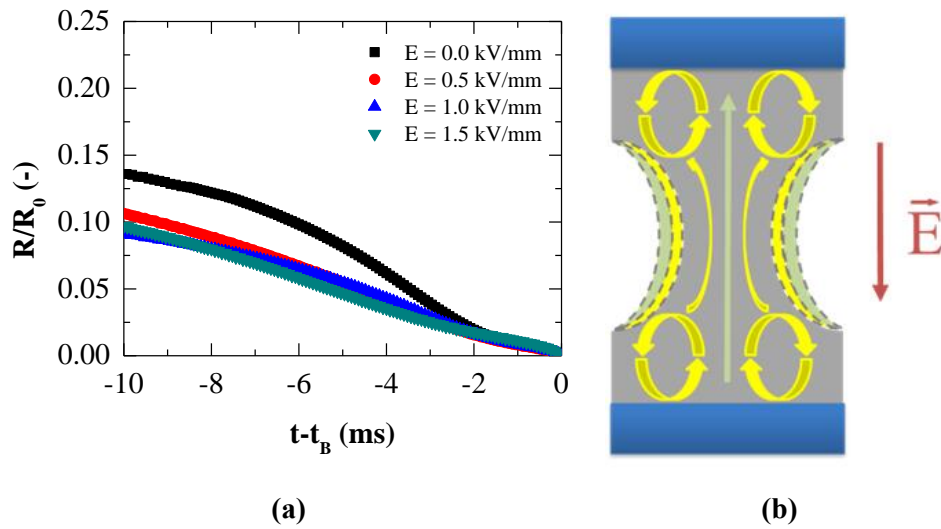 0.25
0.20
0.15
0.10
0.05
0.00
R/R0 (-)
E = 0.0 kV/mm
E = 0.5 kV/mm
E = 1.0 kV/mm
E = 1.5 kV/mm
-10 -8 -6 -4 -2 0
t-tB (ms)
E
(a) (b)